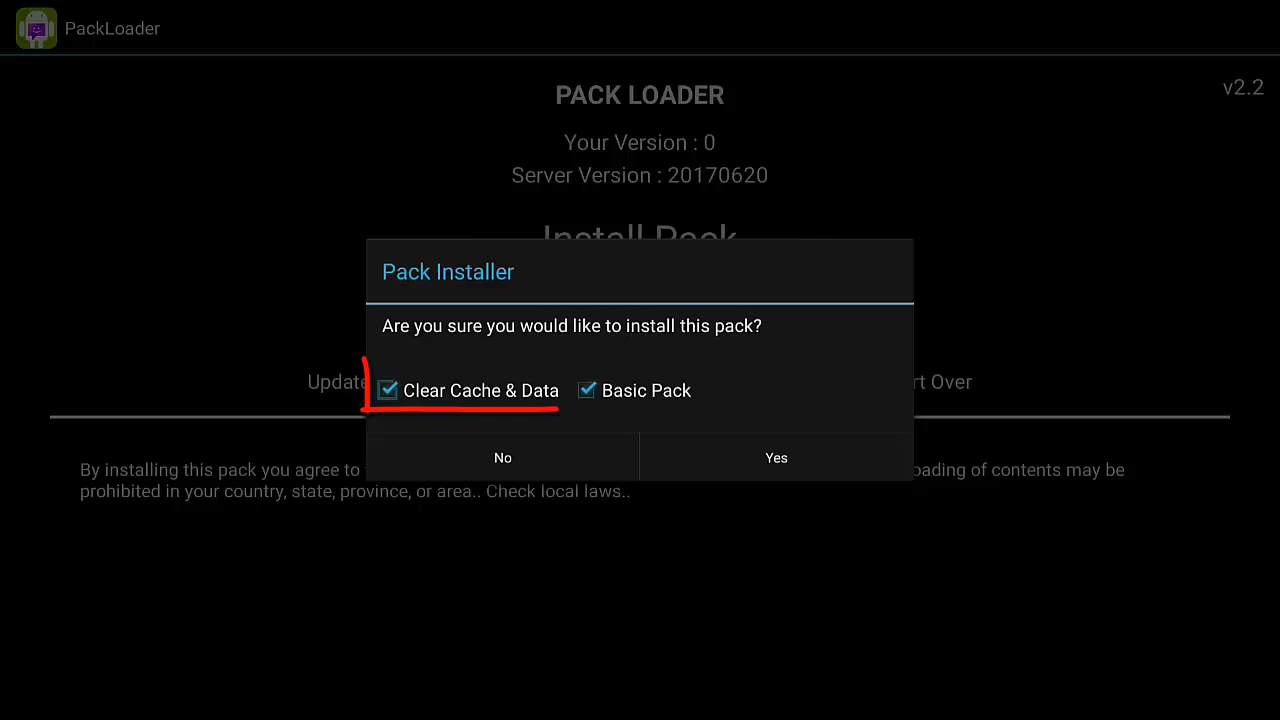 PackLoader
PACK LOADER
v2.2
Your Version : 0
Server Version : 20170620
Install Pack
Pack Installer
Are you sure you would like to install this pack?
Update
Clear Cache & Data
Basic Pack
rt Over
No
Yes
By installing this pack you agree to
oading of contents may be
prohibited in your country, state, province, or area.. Check local laws..